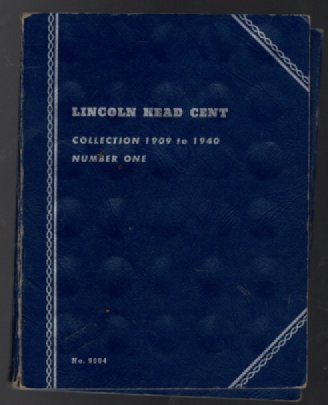 LINCOLN HEAD CENT
COLLECTION 1909 to 1940
NUMBER ONE
No. 9004